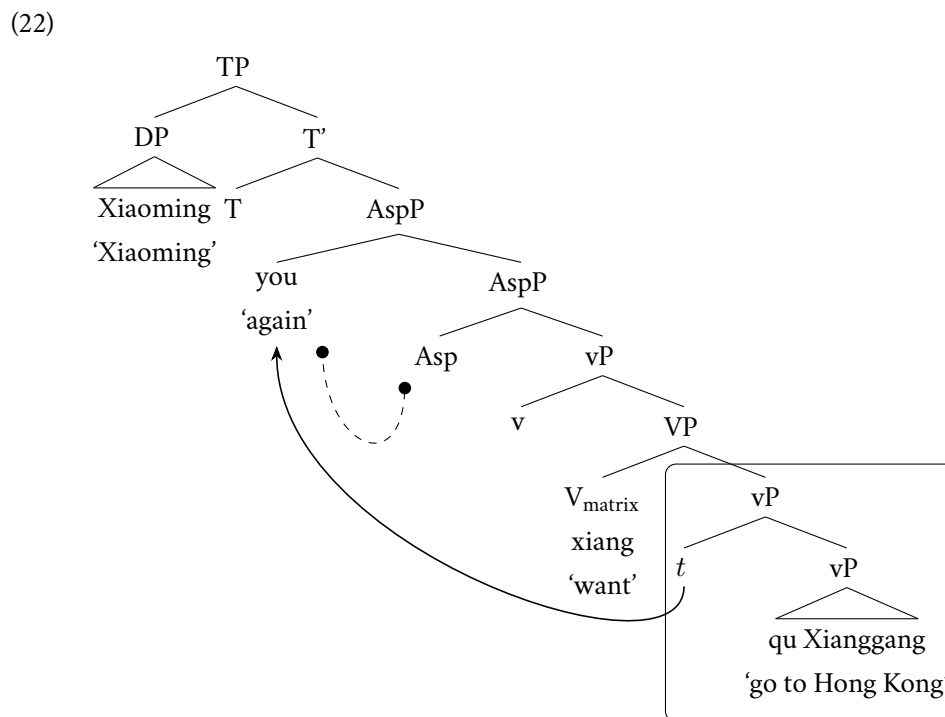 (22)
TP
DP T’
Xiaoming T AspP
‘Xiaoming’
you AspP
‘again’
Asp vP
v VP
V_matrix vP
xiang
‘want’ t vP
qu Xianggang
‘go to Hong Kong’